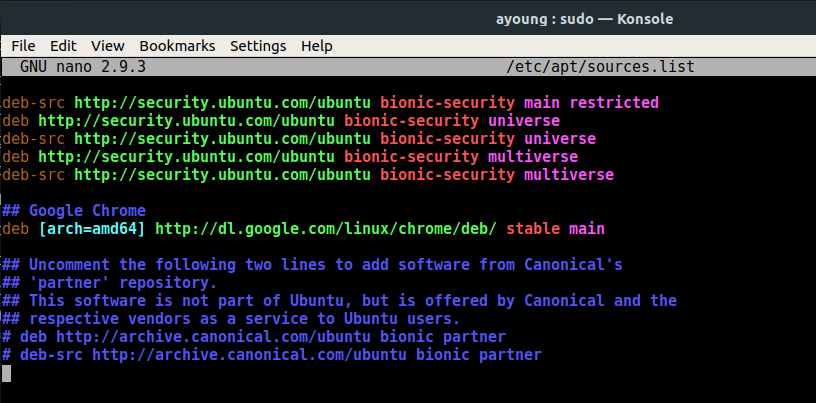 ayoung : sudo — Konsole
File Edit View Bookmarks Settings Help
GNU nano 2.9.3 /etc/apt/sources.list
deb-src http://security.ubuntu.com/ubuntu bionic-security main restricted
deb http://security.ubuntu.com/ubuntu bionic-security universe
deb-src http://security.ubuntu.com/ubuntu bionic-security universe
deb http://security.ubuntu.com/ubuntu bionic-security multiverse
deb-src http://security.ubuntu.com/ubuntu bionic-security multiverse
## Google Chrome
deb [arch=amd64] http://dl.google.com/linux/chrome/deb/ stable main
## Uncomment the following two lines to add software from Canonical's
## 'partner' repository.
## This software is not part of Ubuntu, but is offered by Canonical and the
## respective vendors as a service to Ubuntu users.
# deb http://archive.canonical.com/ubuntu bionic partner
# deb-src http://archive.canonical.com/ubuntu bionic partner